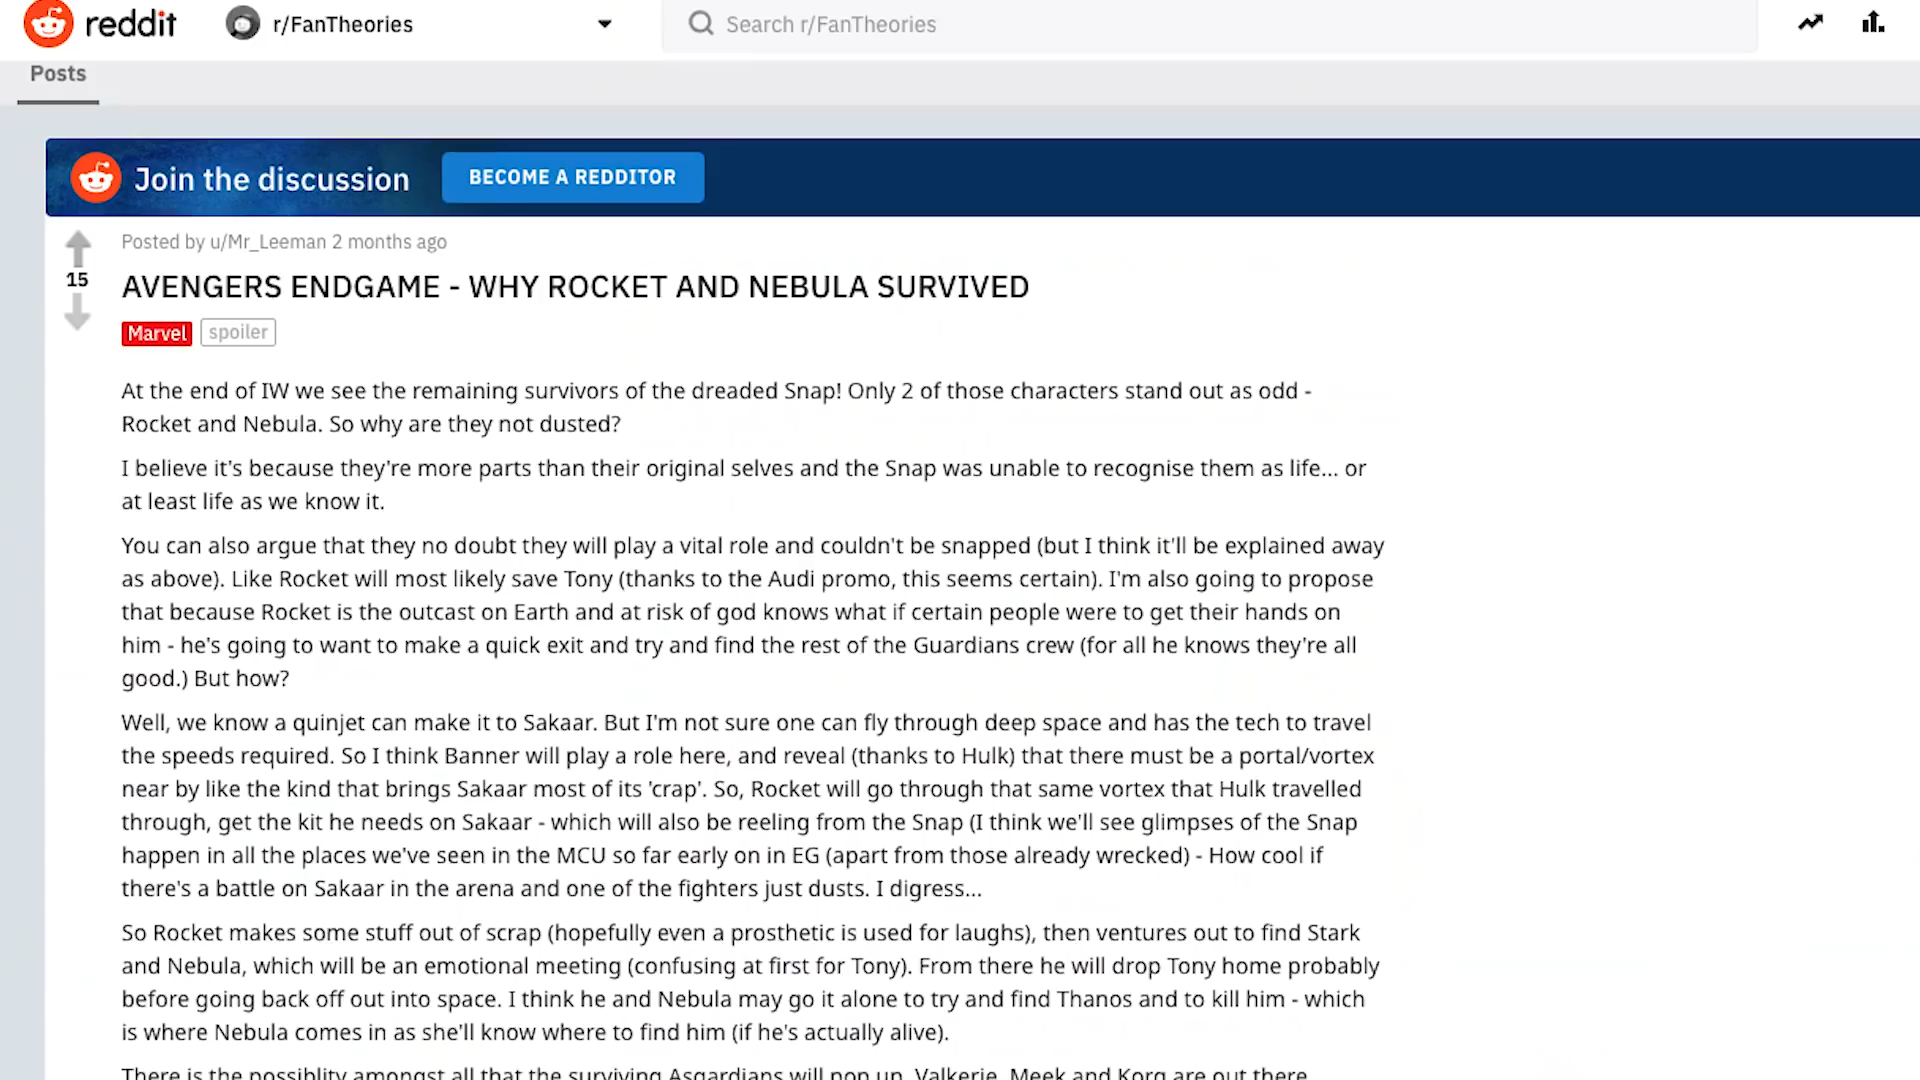 reddit
r/FanTheories
Search r/FanTheories
Posts
Join the discussion
BECOME A REDDITOR
Posted by u/Mr_Leeman 2 months ago
15
AVENGERS ENDGAME - WHY ROCKET AND NEBULA SURVIVED
Marvel
spoiler
At the end of IW we see the remaining survivors of the dreaded Snap! Only 2 of those characters stand out as odd -
Rocket and Nebula. So why are they not dusted?
I believe it's because they're more parts than their original selves and the Snap was unable to recognise them as life... or
at least life as we know it.
You can also argue that they no doubt they will play a vital role and couldn't be snapped (but I think it'll be explained away
as above). Like Rocket will most likely save Tony (thanks to the Audi promo, this seems certain). I'm also going to propose
that because Rocket is the outcast on Earth and at risk of god knows what if certain people were to get their hands on
him - he's going to want to make a quick exit and try and find the rest of the Guardians crew (for all he knows they're all
good.) But how?
Well, we know a quinjet can make it to Sakaar. But I'm not sure one can fly through deep space and has the tech to travel
the speeds required. So I think Banner will play a role here, and reveal (thanks to Hulk) that there must be a portal/vortex
near by like the kind that brings Sakaar most of its 'crap'. So, Rocket will go through that same vortex that Hulk travelled
through, get the kit he needs on Sakaar - which will also be reeling from the Snap (I think we'll see glimpses of the Snap
happen in all the places we've seen in the MCU so far early on in EG (apart from those already wrecked) - How cool if
there's a battle on Sakaar in the arena and one of the fighters just dusts. I digress...
So Rocket makes some stuff out of scrap (hopefully even a prosthetic is used for laughs), then ventures out to find Stark
and Nebula, which will be an emotional meeting (confusing at first for Tony). From there he will drop Tony home probably
before going back off out into space. I think he and Nebula may go it alone to try and find Thanos and to kill him - which
is where Nebula comes in as she'll know where to find him (if he's actually alive).
There is the possiblity amongst all that the surviving Asgardians will pop up. Valkerie, Meek and Korg are out there